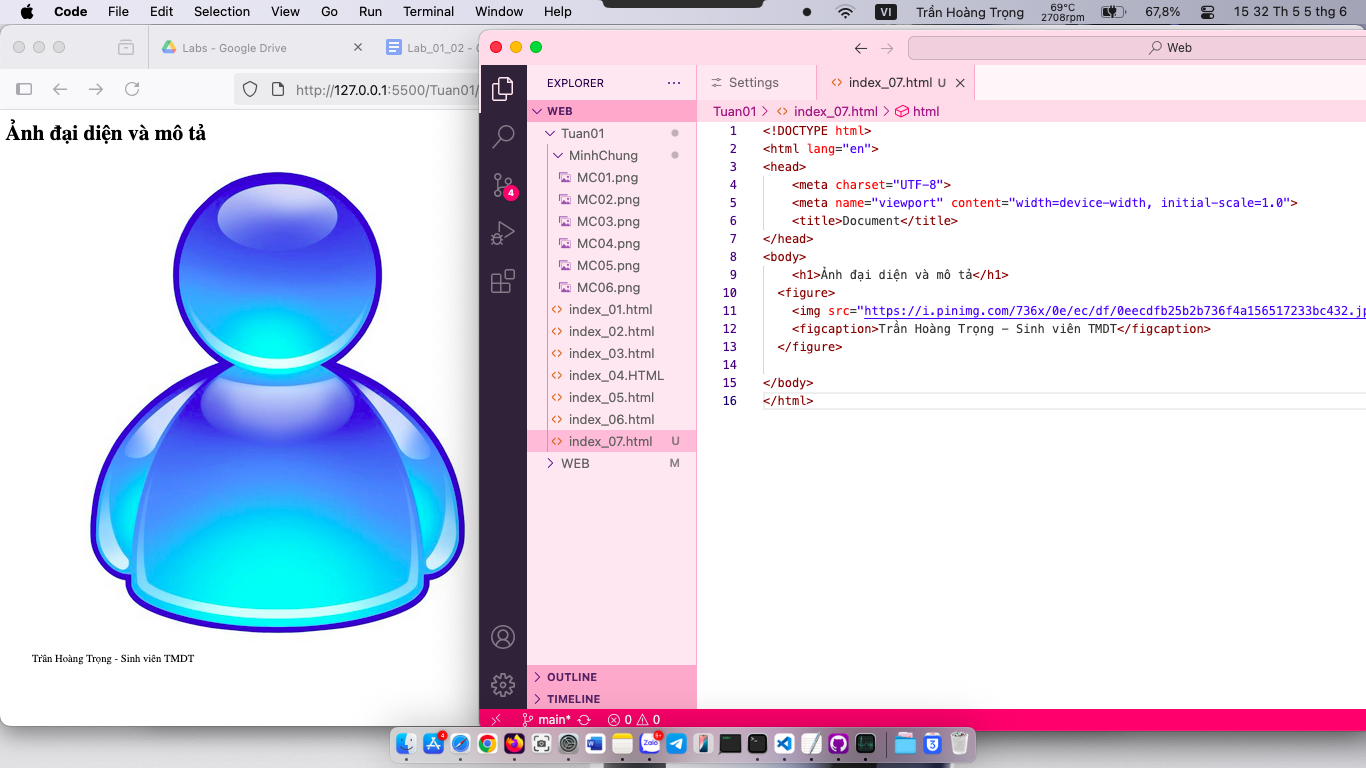 Code File Edit Selection View Go Run Terminal Window Help VI Trần Hoàng Trọng 69°C 2708rpm 67,8% 15 32 Th 5 5 thg 6
Labs - Google Drive Lab_01_02 -
http://127.0.0.1:5500/Tuan01/
Ảnh đại diện và mô tả
Trần Hoàng Trọng - Sinh viên TMDT
Web
EXPLORER
WEB
Tuan01
MinhChung
MC01.png
MC02.png
MC03.png
MC04.png
MC05.png
MC06.png
index_01.html
index_02.html
index_03.html
index_04.HTML
index_05.html
index_06.html
index_07.html U
WEB M
OUTLINE
TIMELINE
4
Settings index_07.html U
Tuan01 index_07.html html
1 <!DOCTYPE html>
2 <html lang="en">
3 <head>
4 <meta charset="UTF-8">
5 <meta name="viewport" content="width=device-width, initial-scale=1.0">
6 <title>Document</title>
7 </head>
8 <body>
9 <h1>Ảnh đại diện và mô tả</h1>
10 <figure>
11 <img src="https://i.pinimg.com/736x/0e/ec/df/0eecdfb25b2b736f4a156517233bc432.jp
12 <figcaption>Trần Hoàng Trọng – Sinh viên TMDT</figcaption>
13 </figure>
14
15 </body>
16 </html>
main* 0 0
4
Zalo
3